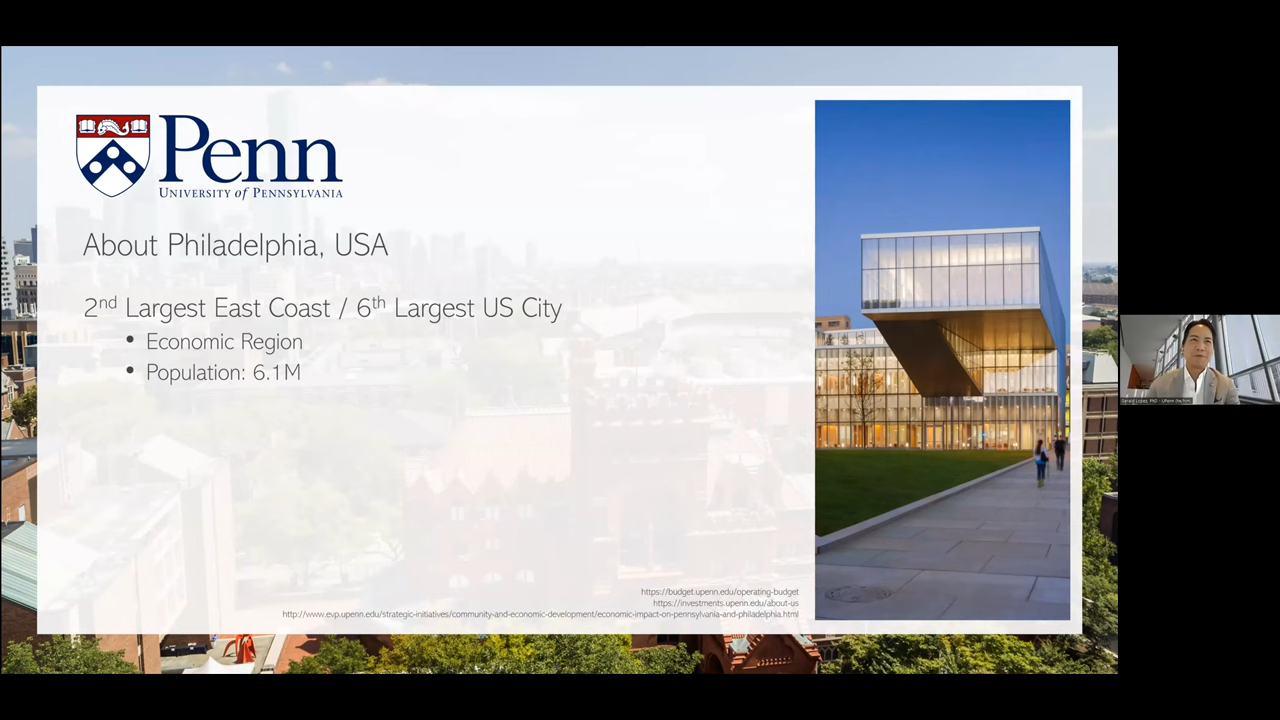 Penn
UNIVERSITY of PENNSYLVANIA
About Philadelphia, USA
2nd Largest East Coast / 6th Largest US City
• Economic Region
• Population: 6.1M
https://budget.upenn.edu/operating-budget
https://investments.upenn.edu/about-us
http://www.evp.upenn.edu/strategic-initiatives/community-and-economic-development/economic-impact-on-pennsylvania-and-philadelphia.html